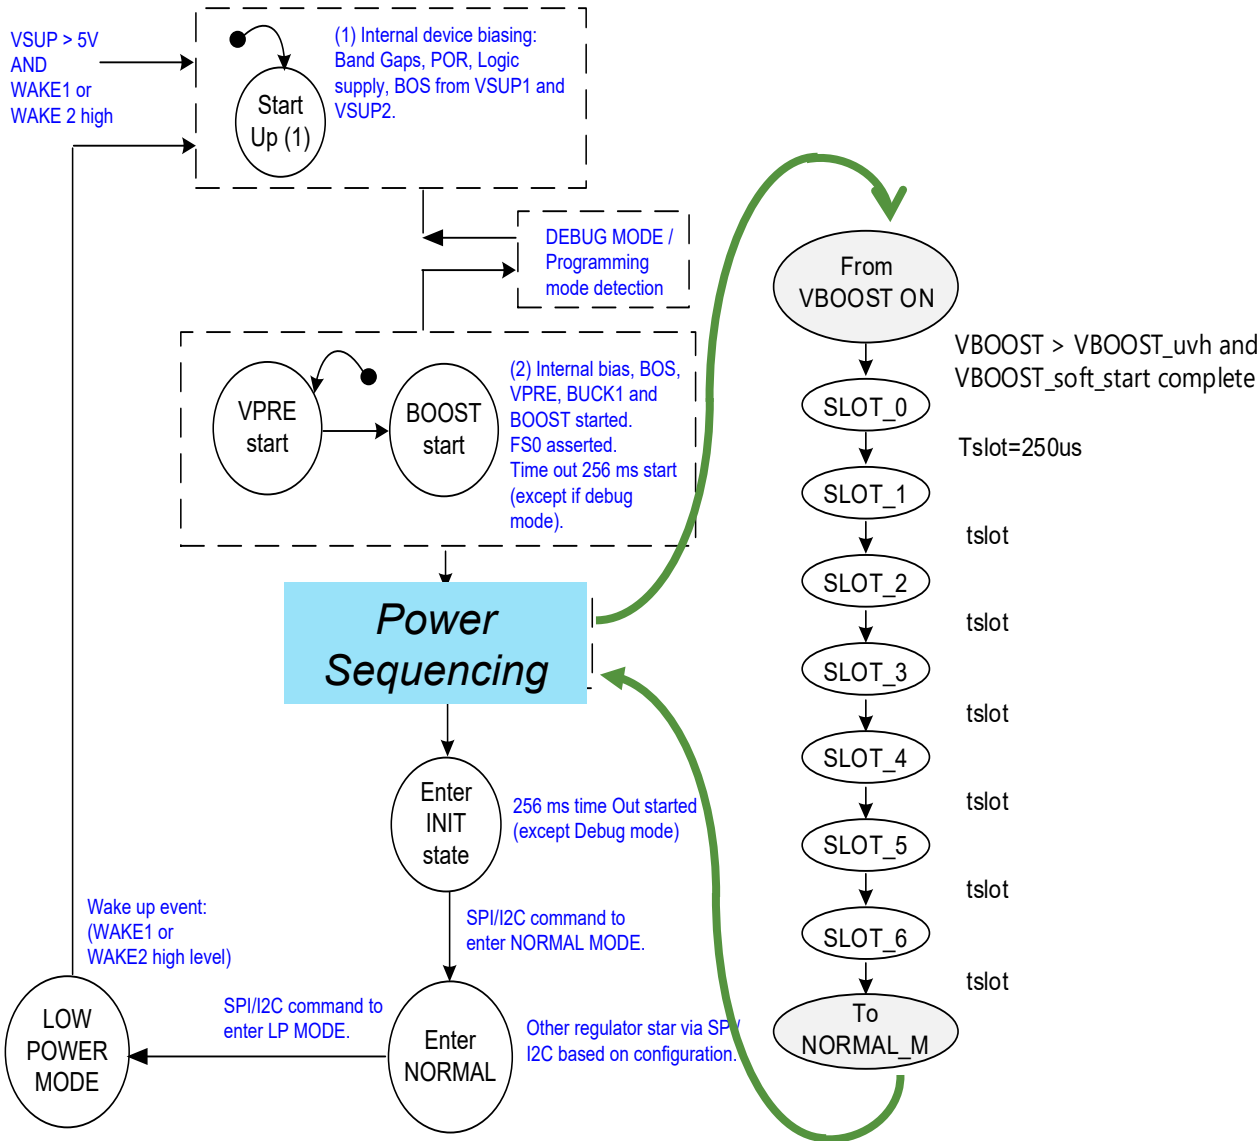 VSUP > 5V
AND
WAKE1 or
WAKE 2 high
Start
Up (1)
(1) Internal device biasing:
Band Gaps, POR, Logic
supply, BOS from VSUP1 and
VSUP2.
DEBUG MODE /
Programming
mode detection
VPRE
start
BOOST
start
(2) Internal bias, BOS,
VPRE, BUCK1 and
BOOST started.
FS0 asserted.
Time out 256 ms start
(except if debug
mode).
Power
Sequencing
Enter
INIT
state
256 ms time Out started
(except Debug mode)
SPI/I2C command to
enter NORMAL MODE.
Enter
NORMAL
Other regulator star via SPI/
I2C based on configuration.
SPI/I2C command to
enter LP MODE.
LOW
POWER
MODE
Wake up event:
(WAKE1 or
WAKE2 high level)
From
VBOOST ON
VBOOST > VBOOST_uvh and
VBOOST_soft_start complete
SLOT_0
Tslot=250us
SLOT_1
tslot
SLOT_2
tslot
SLOT_3
tslot
SLOT_4
tslot
SLOT_5
tslot
SLOT_6
tslot
To
NORMAL_M